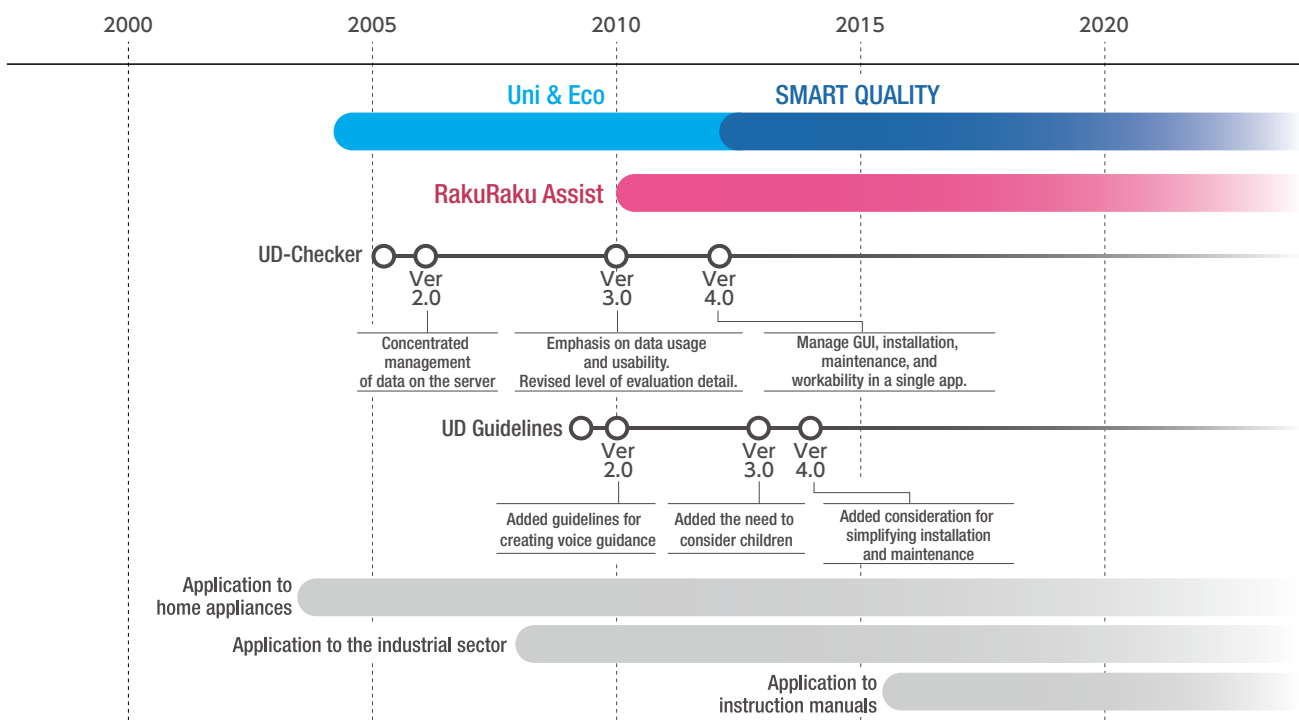 2000
2005
2010
2015
2020
Uni & Eco
SMART QUALITY
RakuRaku Assist
UD-Checker
Ver
2.0
Ver
3.0
Ver
4.0
Concentrated
management
of data on the server
Emphasis on data usage
and usability.
Revised level of evaluation detail.
Manage GUI, installation,
maintenance, and
workability in a single app.
UD Guidelines
Ver
2.0
Ver
3.0
Ver
4.0
Added guidelines for
creating voice guidance
Added the need to
consider children
Added consideration for
simplifying installation
and maintenance
Application to
home appliances
Application to the industrial sector
Application to
instruction manuals